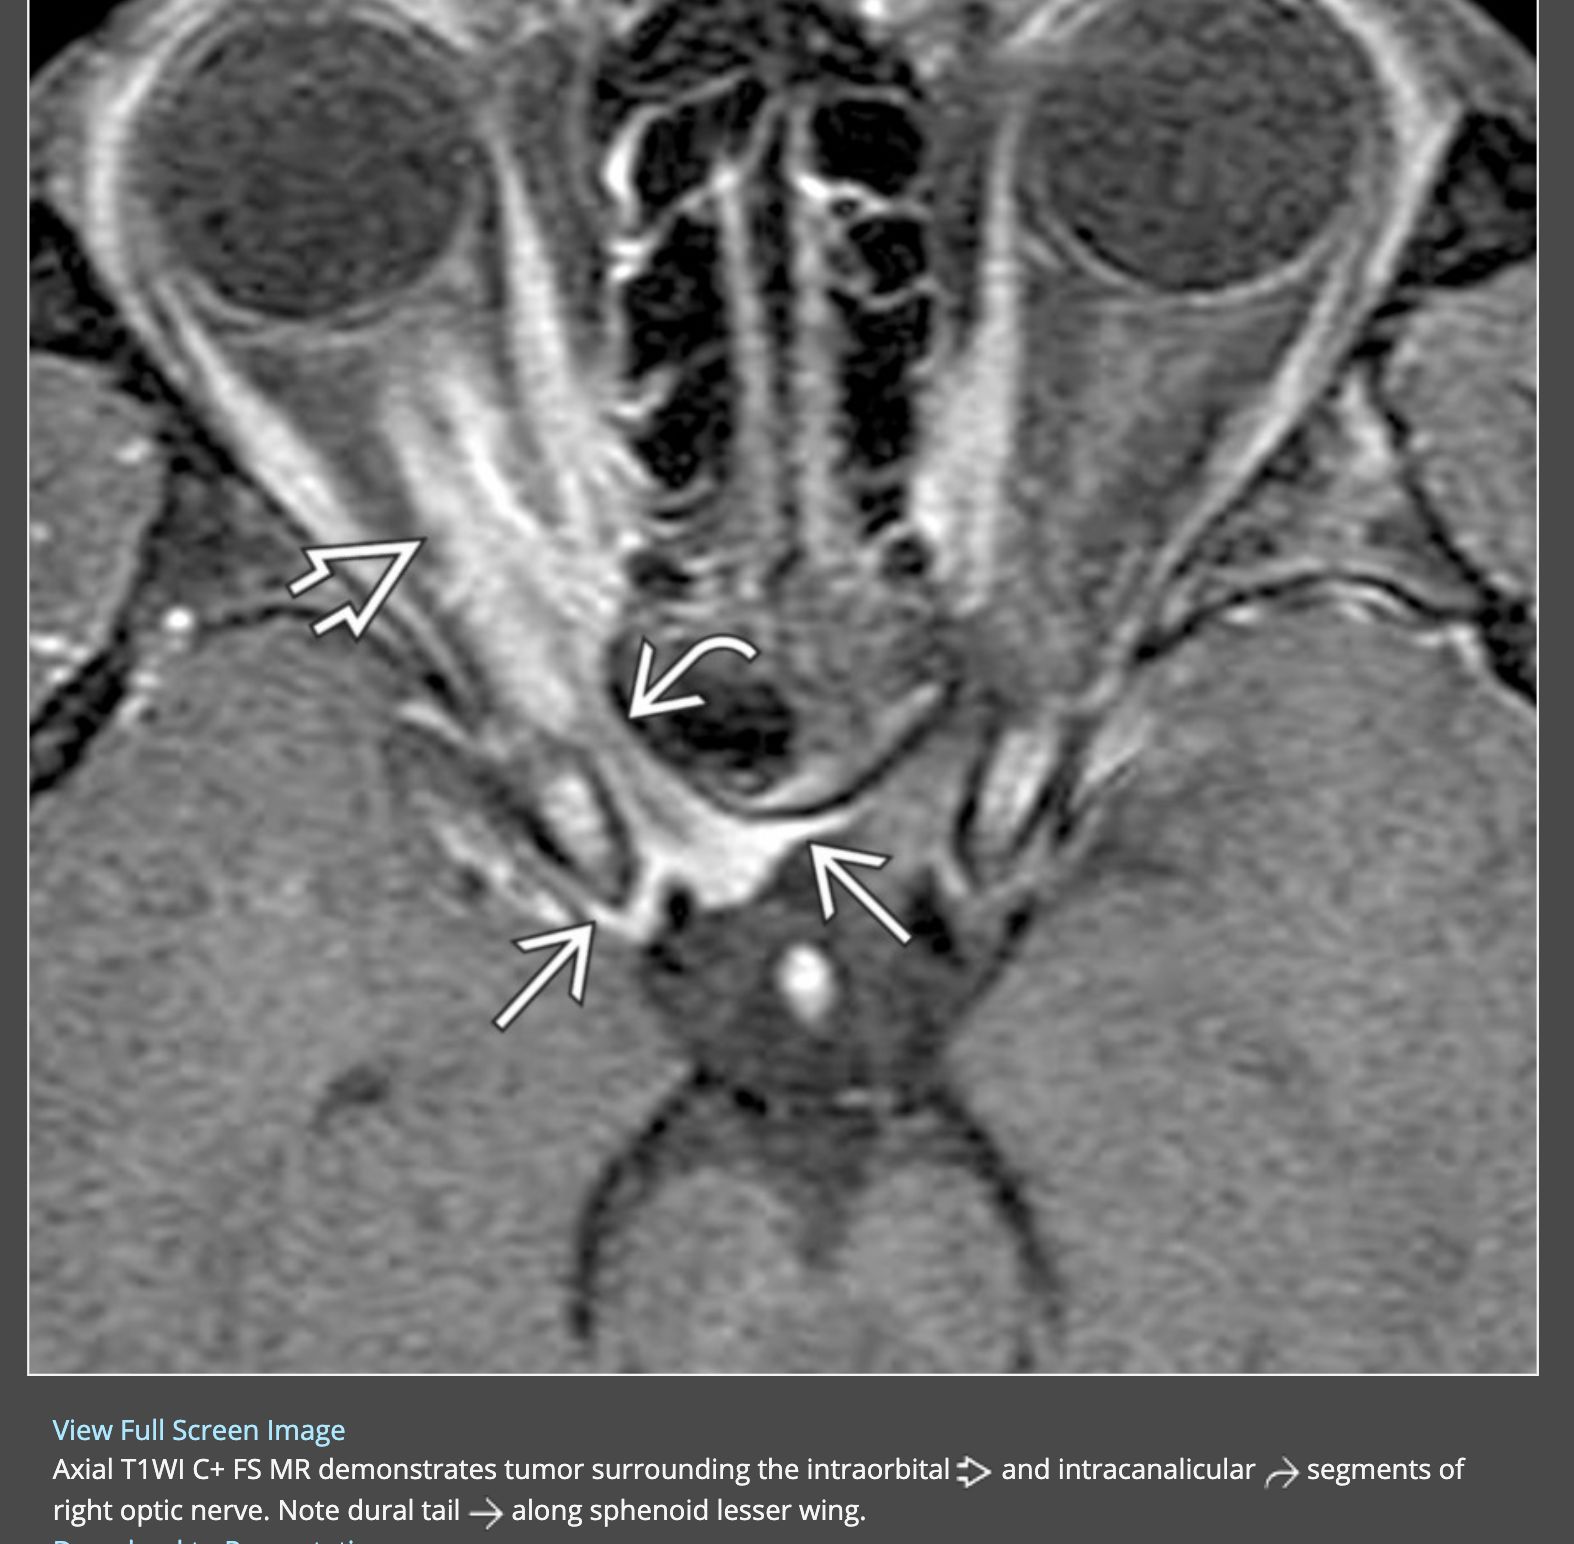 View Full Screen Image
Axial T1WI C+ FS MR demonstrates tumor surrounding the intraorbital and intracanalicular segments of
right optic nerve. Note dural tail along sphenoid lesser wing.